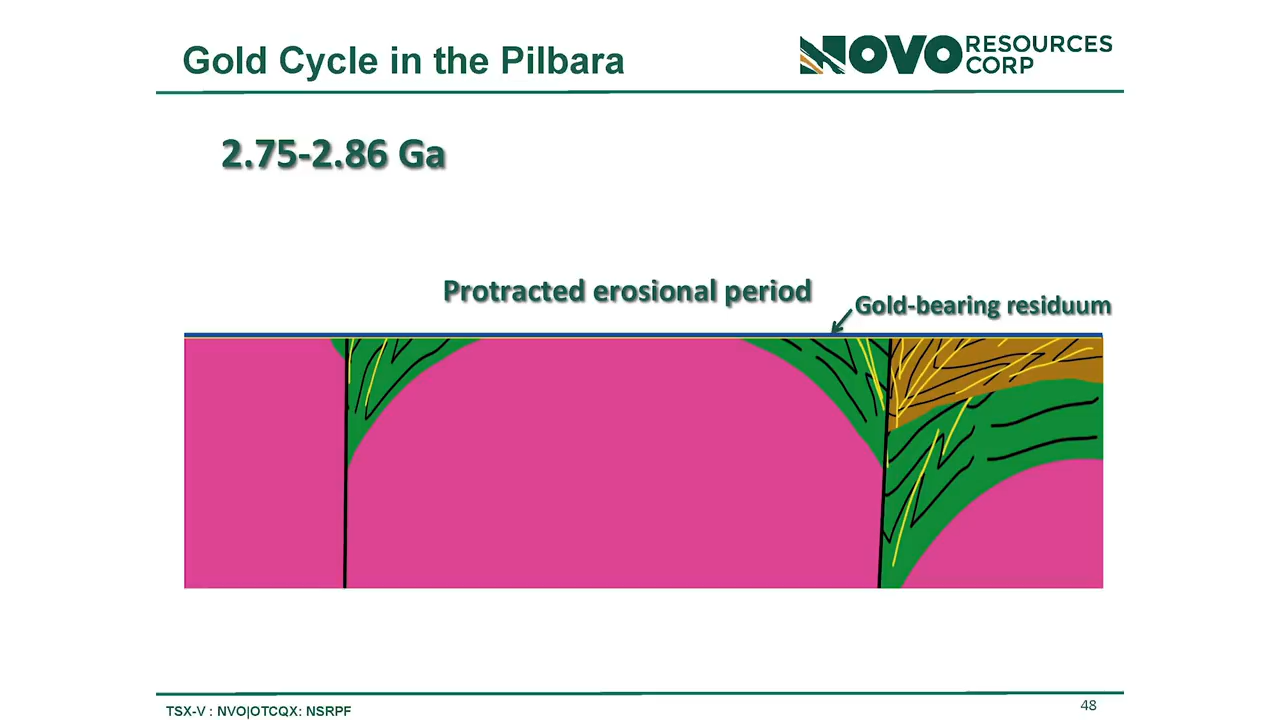 Gold Cycle in the Pilbara
NOVO RESOURCES
CORP
2.75-2.86 Ga
Protracted erosional period
Gold-bearing residuum
TSX-V : NVO|OTCQX: NSRPF
48